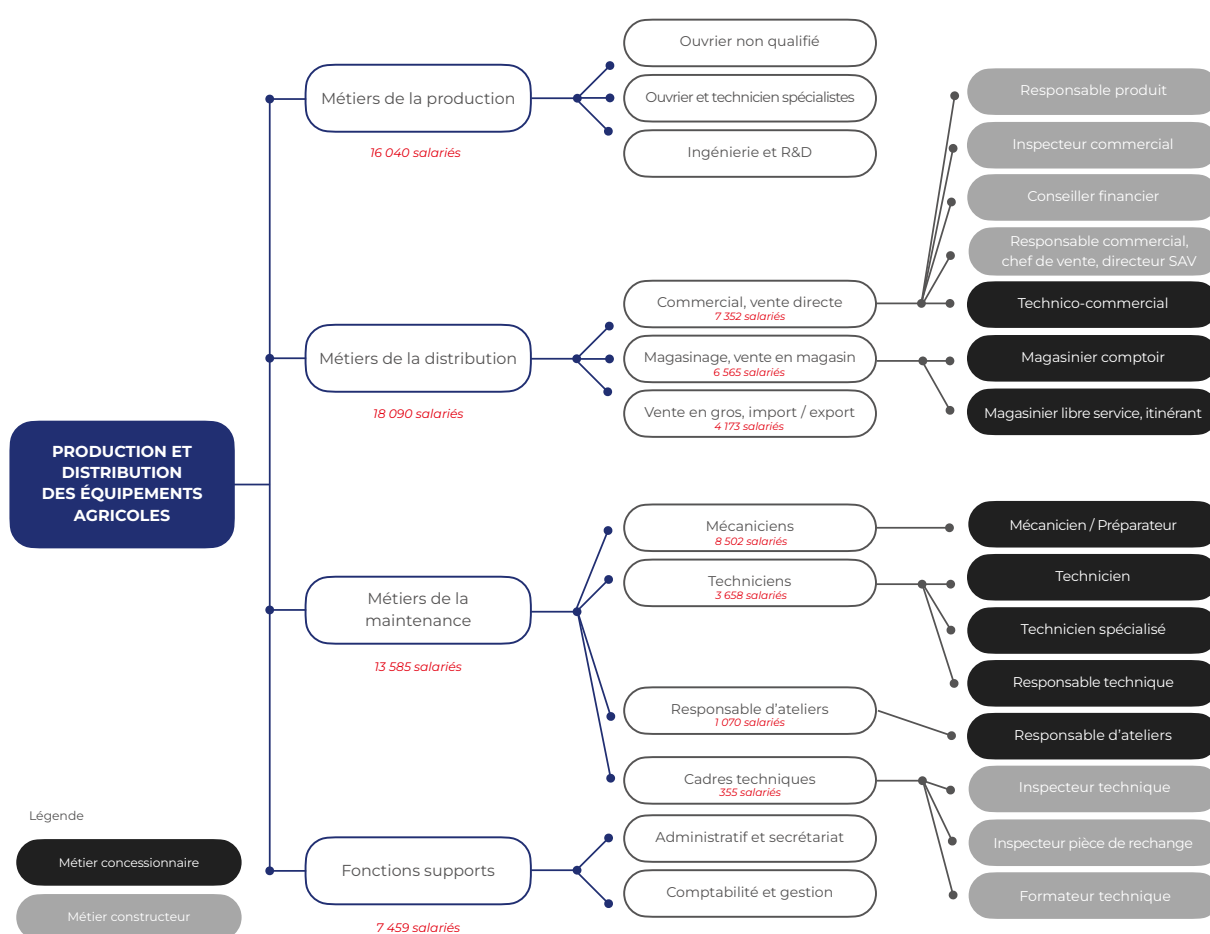 PRODUCTION ET
DISTRIBUTION
DES ÉQUIPEMENTS
AGRICOLES
Métiers de la production
16 040 salariés
Ouvrier non qualifié
Ouvrier et technicien spécialistes
Ingénierie et R&D
Métiers de la distribution
18 090 salariés
Commercial, vente directe
7 352 salariés
Responsable produit
Inspecteur commercial
Conseiller financier
Responsable commercial,
chef de vente, directeur SAV
Technico-commercial
Magasinage, vente en magasin
6 565 salariés
Magasinier comptoir
Magasinier libre service, itinérant
Vente en gros, import / export
4 173 salariés
Métiers de la
maintenance
13 585 salariés
Mécaniciens
8 502 salariés
Mécanicien / Préparateur
Techniciens
3 658 salariés
Technicien
Technicien spécialisé
Responsable technique
Responsable d’ateliers
1 070 salariés
Responsable d’ateliers
Cadres techniques
355 salariés
Inspecteur technique
Inspecteur pièce de rechange
Formateur technique
Fonctions supports
7 459 salariés
Administratif et secrétariat
Comptabilité et gestion
Légende
Métier concessionnaire
Métier constructeur